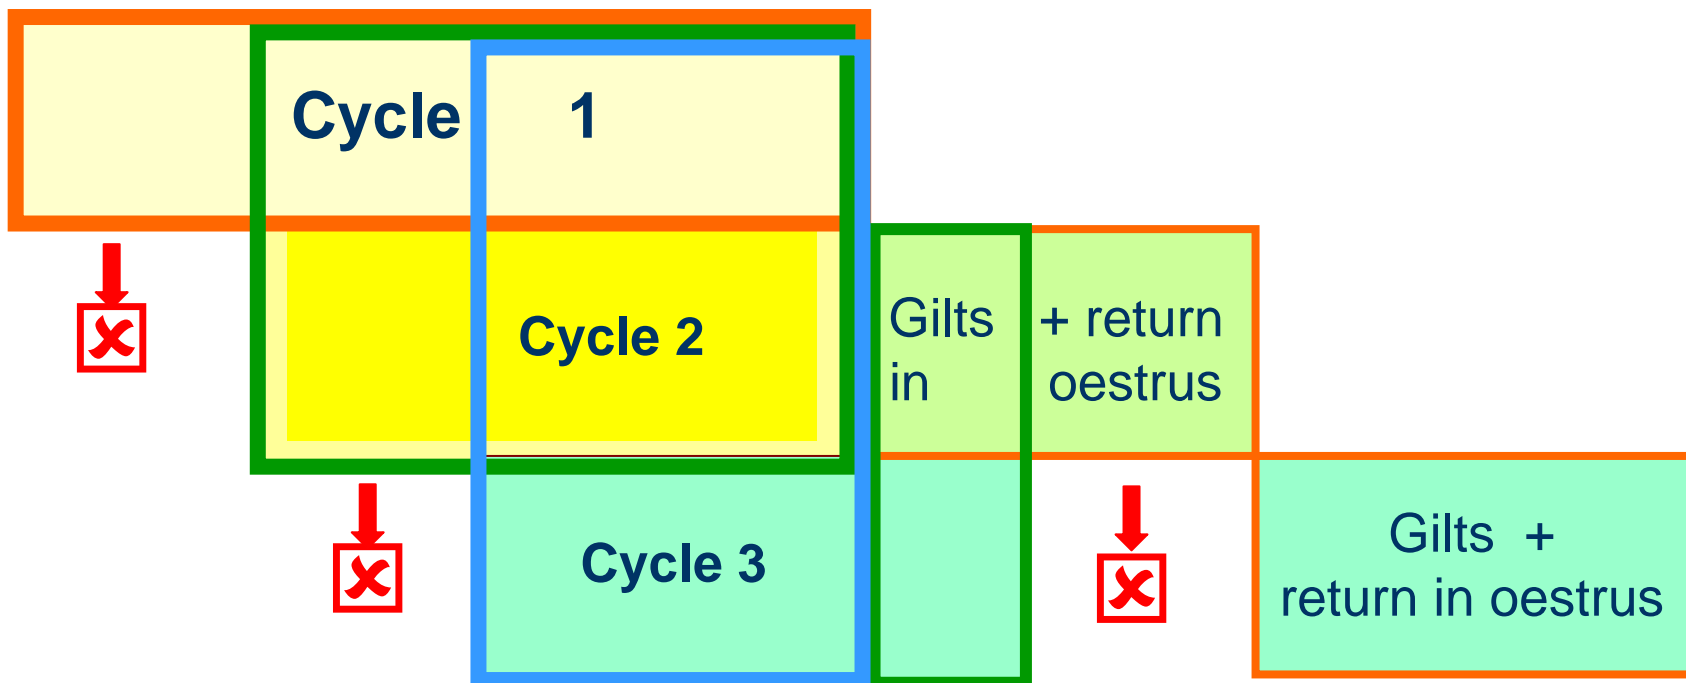 Cycle 1
Cycle 2
Gilts + return
in oestrus
Cycle 3
Gilts +
return in oestrus